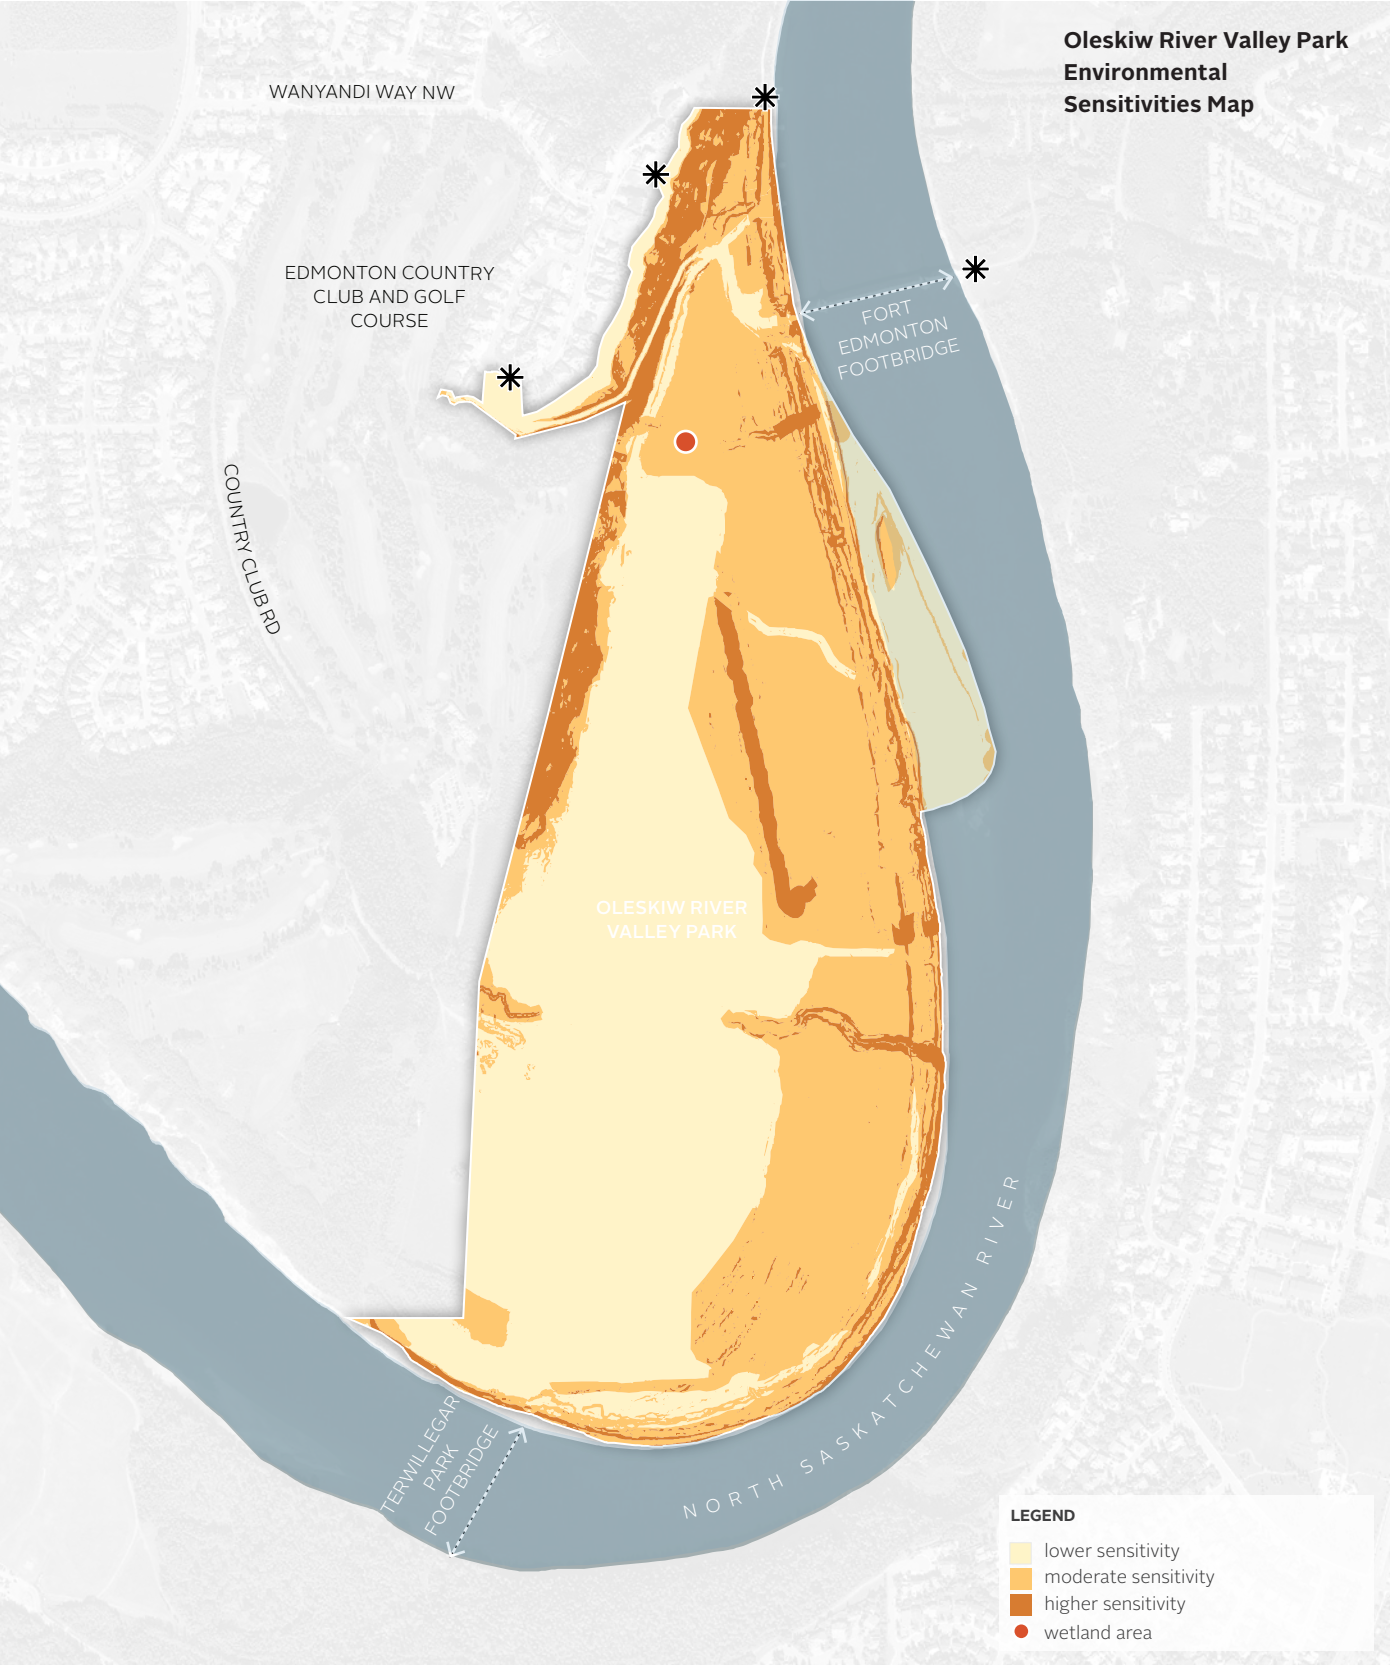 Oleskiw River Valley Park
Environmental
Sensitivities Map
WANYANDI WAY NW
EDMONTON COUNTRY
CLUB AND GOLF
COURSE
FORT
EDMONTON
FOOTBRIDGE
COUNTRY CLUB RD
OLESKIW RIVER
VALLEY PARK
NORTH SASKATCHEWAN RIVER
TERWILLEGAR
PARK
FOOTBRIDGE
LEGEND
lower sensitivity
moderate sensitivity
higher sensitivity
wetland area